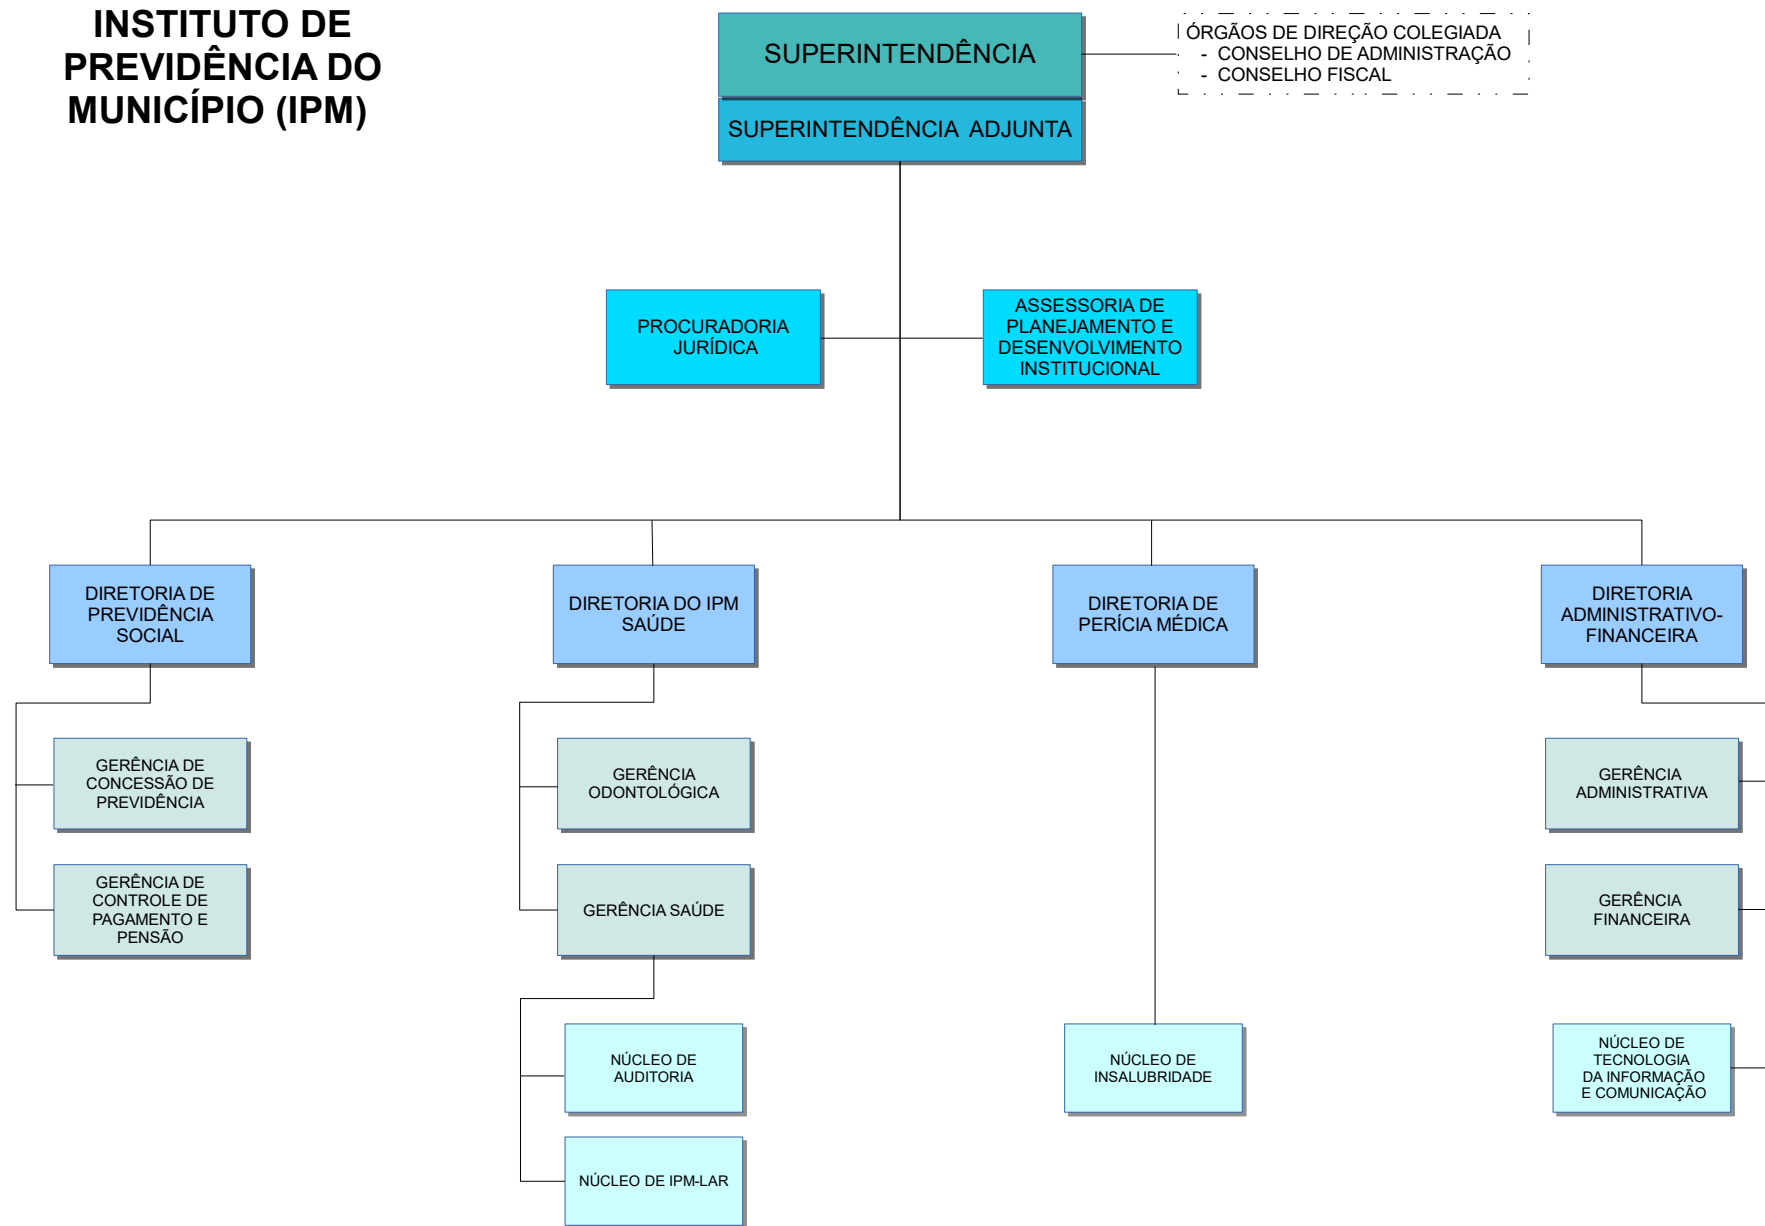 INSTITUTO DE
PREVIDÊNCIA DO
MUNICÍPIO (IPM)
SUPERINTENDÊNCIA
SUPERINTENDÊNCIA ADJUNTA
ÓRGÃOS DE DIREÇÃO COLEGIADA
- CONSELHO DE ADMINISTRAÇÃO
- CONSELHO FISCAL
PROCURADORIA
JURÍDICA
ASSESSORIA DE
PLANEJAMENTO E
DESENVOLVIMENTO
INSTITUCIONAL
DIRETORIA DE
PREVIDÊNCIA
SOCIAL
DIRETORIA DO IPM
SAÚDE
DIRETORIA DE
PERÍCIA MÉDICA
DIRETORIA
ADMINISTRATIVO-
FINANCEIRA
GERÊNCIA DE
CONCESSÃO DE
PREVIDÊNCIA
GERÊNCIA
ODONTOLÓGICA
GERÊNCIA
ADMINISTRATIVA
GERÊNCIA DE
CONTROLE DE
PAGAMENTO E
PENSÃO
GERÊNCIA SAÚDE
GERÊNCIA
FINANCEIRA
NÚCLEO DE
AUDITORIA
NÚCLEO DE
INSALUBRIDADE
NÚCLEO DE
TECNOLOGIA
DA INFORMAÇÃO
E COMUNICAÇÃO
NÚCLEO DE IPM-LAR